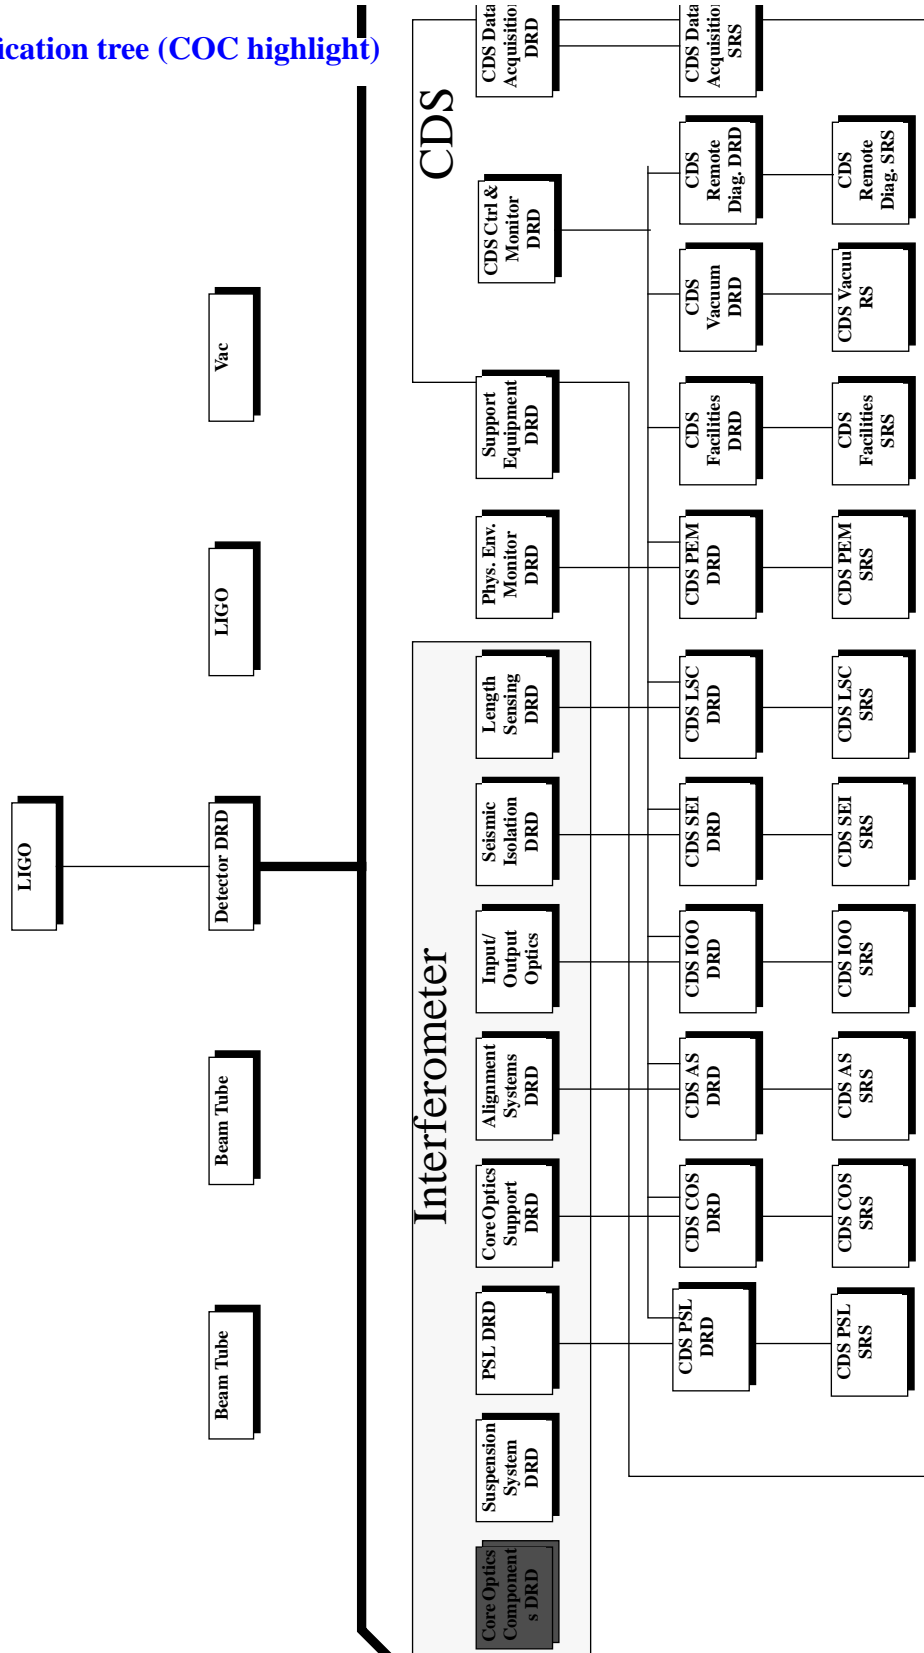 ication tree (COC highlight)
LIGO
Beam Tube
Beam Tube
Detector DRD
LIGO
Vac
Interferometer
CDS
Core Optics
Component
s DRD
Suspension
System
DRD
PSL DRD
Core Optics
Support
DRD
Alignment
Systems
DRD
Input/
Output
Optics
Seismic
Isolation
DRD
Length
Sensing
DRD
Phys. Env.
Monitor
DRD
Support
Equipment
DRD
CDS Ctrl &
Monitor
DRD
CDS Data
Acquisition
DRD
CDS PSL
DRD
CDS COS
DRD
CDS AS
DRD
CDS IOO
DRD
CDS SEI
DRD
CDS LSC
DRD
CDS PEM
DRD
CDS
Facilities
DRD
CDS
Vacuum
DRD
CDS
Remote
Diag. DRD
CDS Data
Acquisition
SRS
CDS PSL
SRS
CDS COS
SRS
CDS AS
SRS
CDS IOO
SRS
CDS SEI
SRS
CDS LSC
SRS
CDS PEM
SRS
CDS
Facilities
SRS
CDS Vacuu
RS
CDS
Remote
Diag. SRS